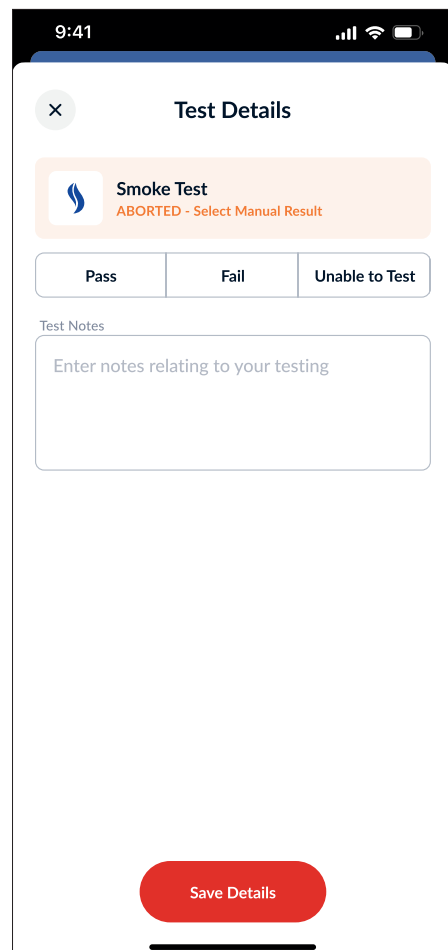 9:41
Test Details
Smoke Test
ABORTED - Select Manual Result
Pass Fail Unable to Test
Test Notes
Enter notes relating to your testing
Save Details